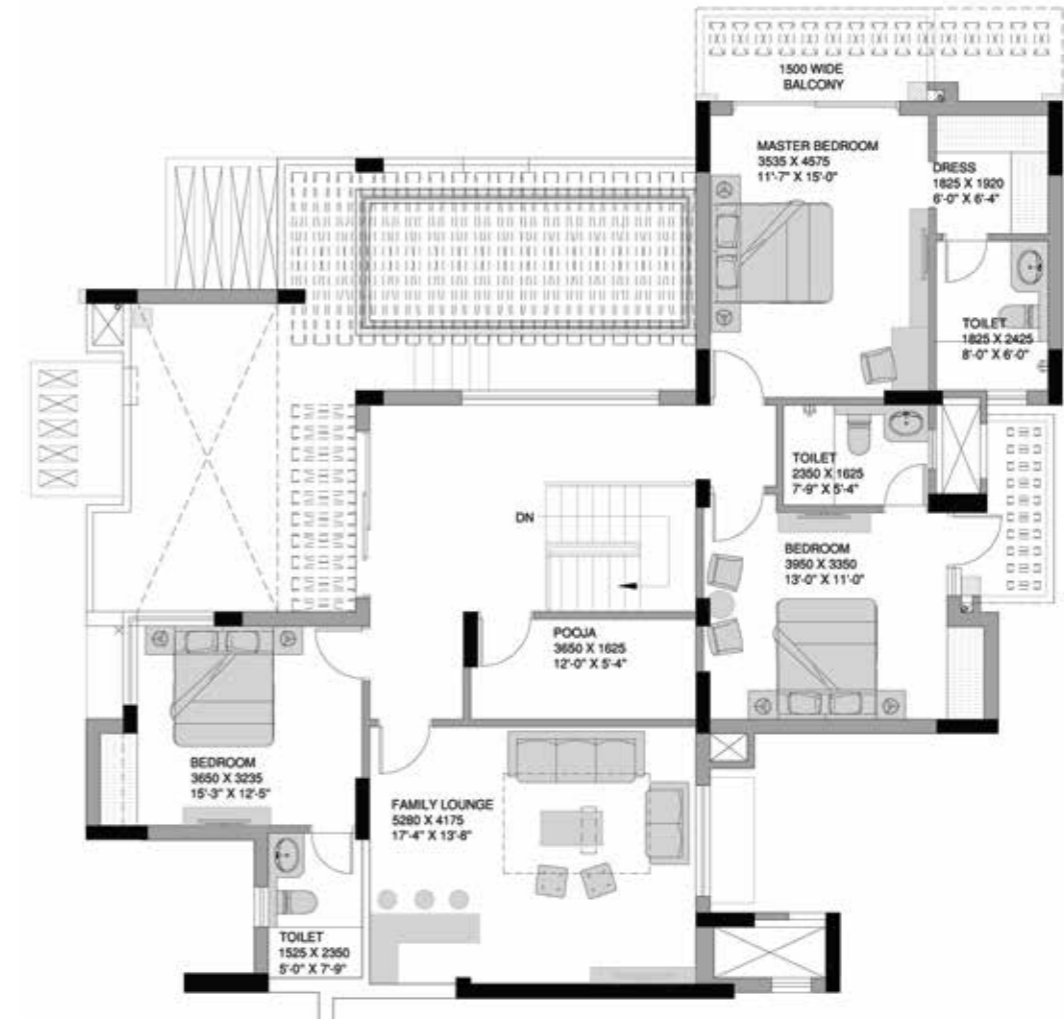 1500 WIDE
BALCONY
MASTER BEDROOM
3535 X 4575
11'-7" X 15'-0"
DRESS
1825 X 1920
6'-0" X 6'-4"
TOILET
1825 X 2425
8'-0" X 6'-0"
TOILET
2350 X 1625
7'-9" X 5'-4"
DN
BEDROOM
3950 X 3350
13'-0" X 11'-0"
POOJA
3650 X 1625
12'-0" X 5'-4"
BEDROOM
3650 X 3235
15'-3" X 12'-5"
FAMILY LOUNGE
5280 X 4175
17'-4" X 13'-8"
TOILET
1525 X 2350
5'-0" X 7'-9"